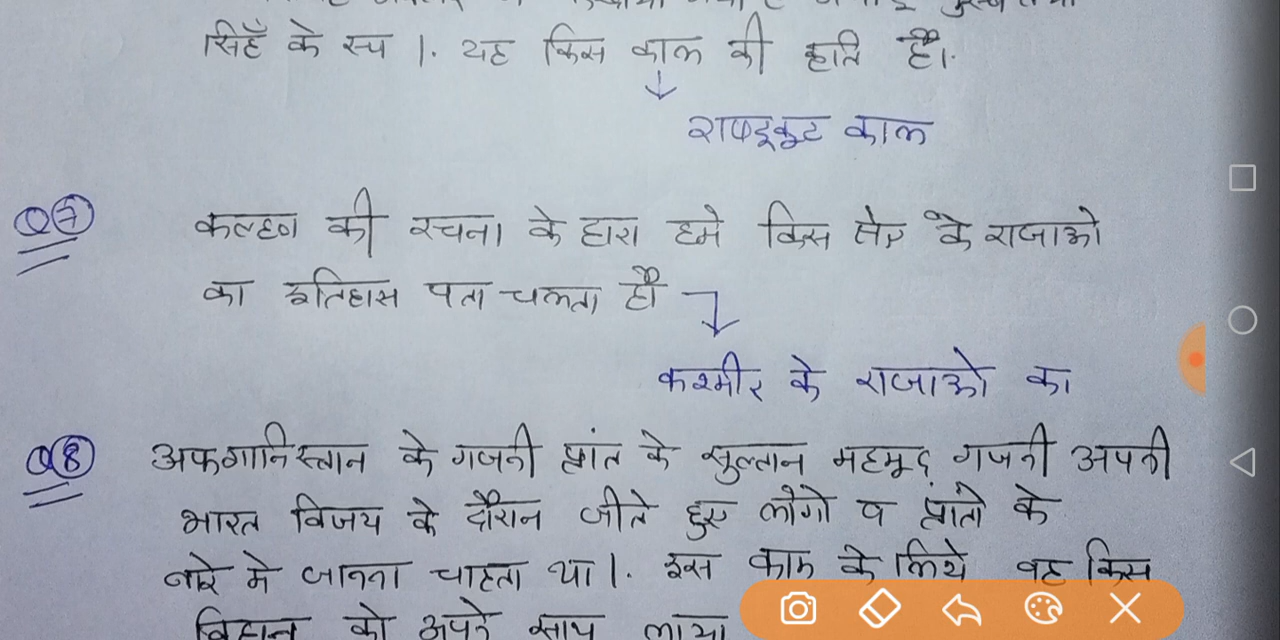 सिहँ के रूप ।. यह किस काल की कृति है।.
राष्ट्रकूट काल
Q7 कल्हण की रचना के द्वारा हमे किस क्षेत्र के राजाओ
का इतिहास पता चलता है
कश्मीर के राजाओ का
Q8 अफगानिस्तान के गजनी प्रांत के सुल्तान महमूद गजनी अपनी
भारत विजय के दौरान जीते हुए लोगो व प्रांतो के
बारे मे जानना चाहता था ।. इस काम के लिये वह किस
विद्वान को अपने साथ लाया